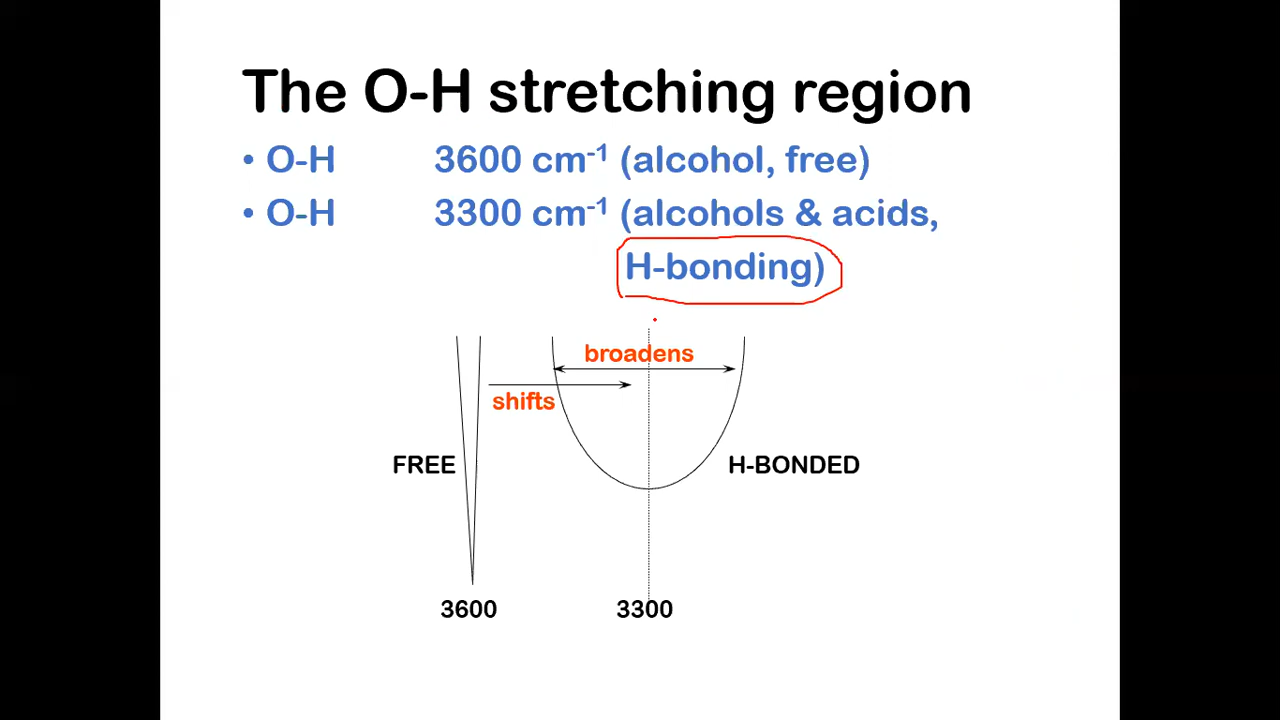 The O-H stretching region
• O-H 3600 cm-1 (alcohol, free)
• O-H 3300 cm-1 (alcohols & acids,
H-bonding)
broadens
shifts
FREE
H-BONDED
3600
3300